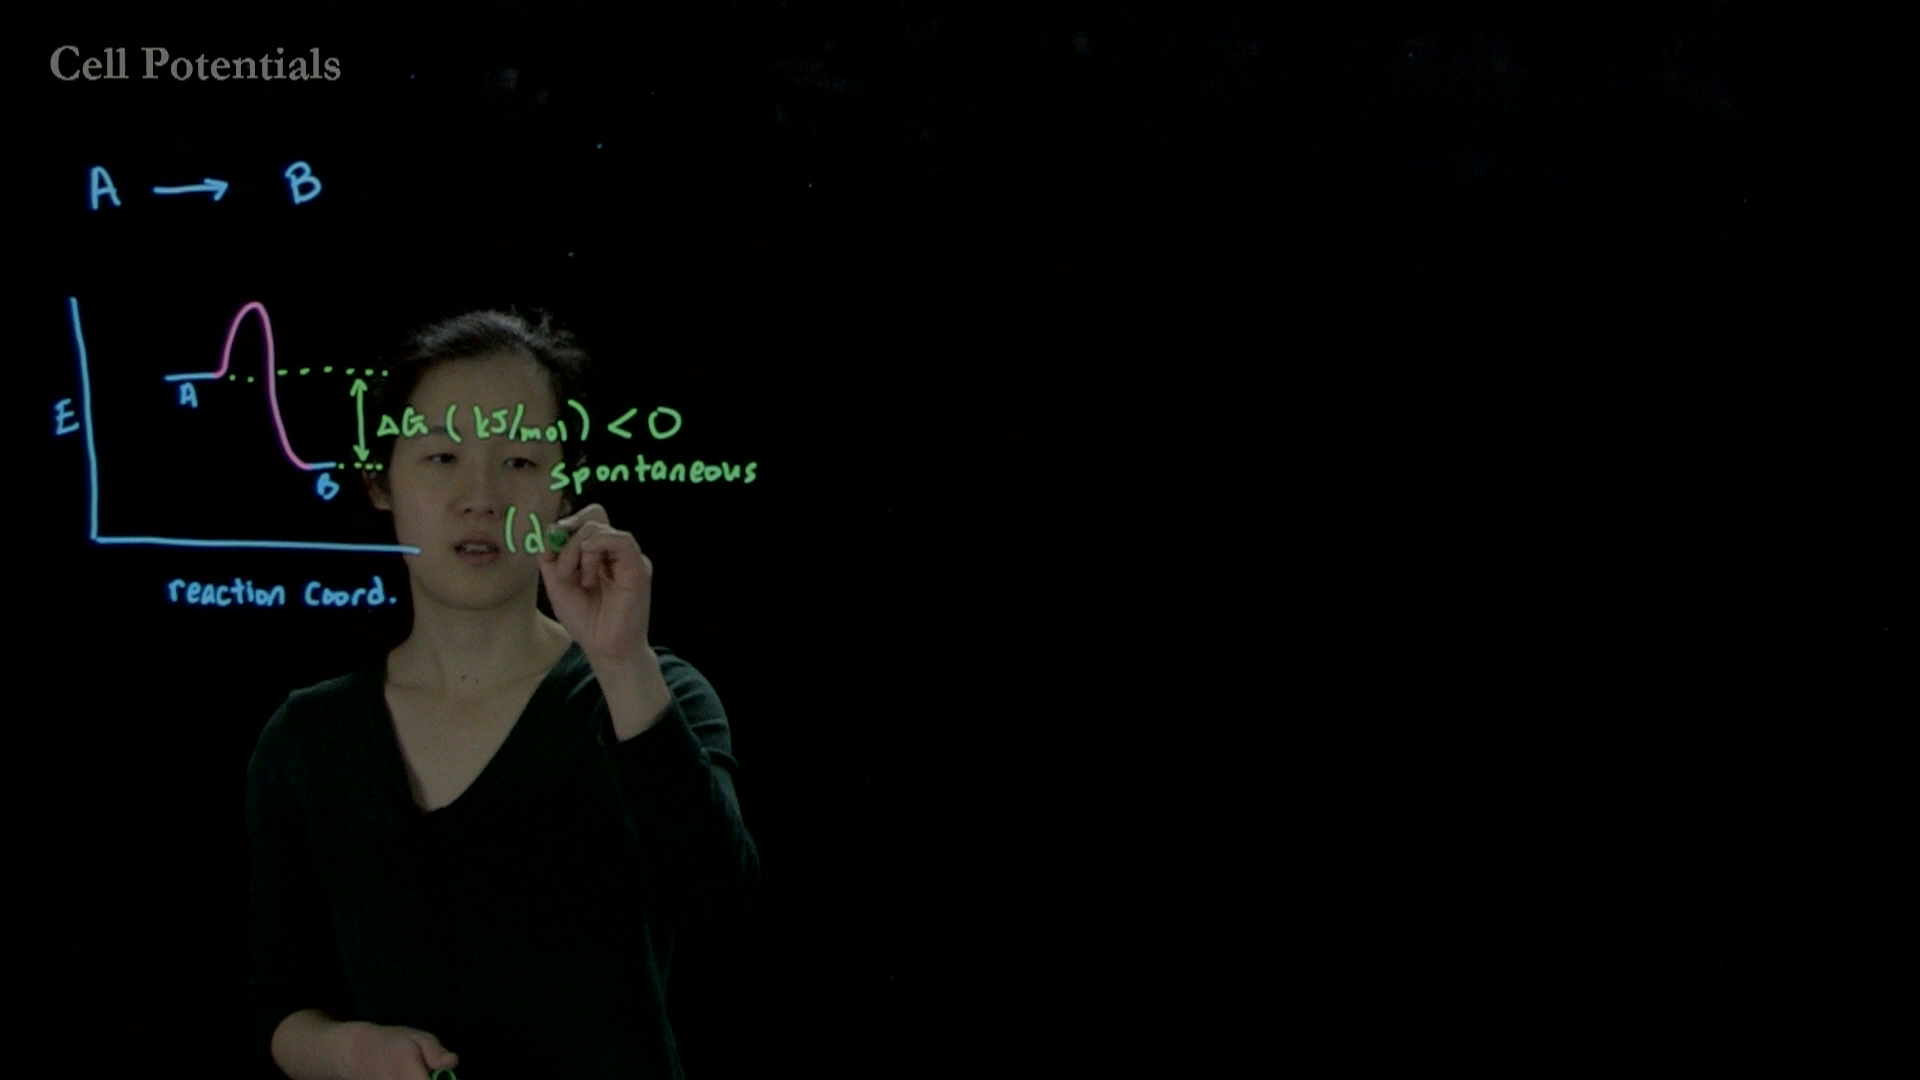 Cell Potentials
A → B
E
A
ΔG (kJ/mol) < 0
spontaneous
B
(d
reaction coord.